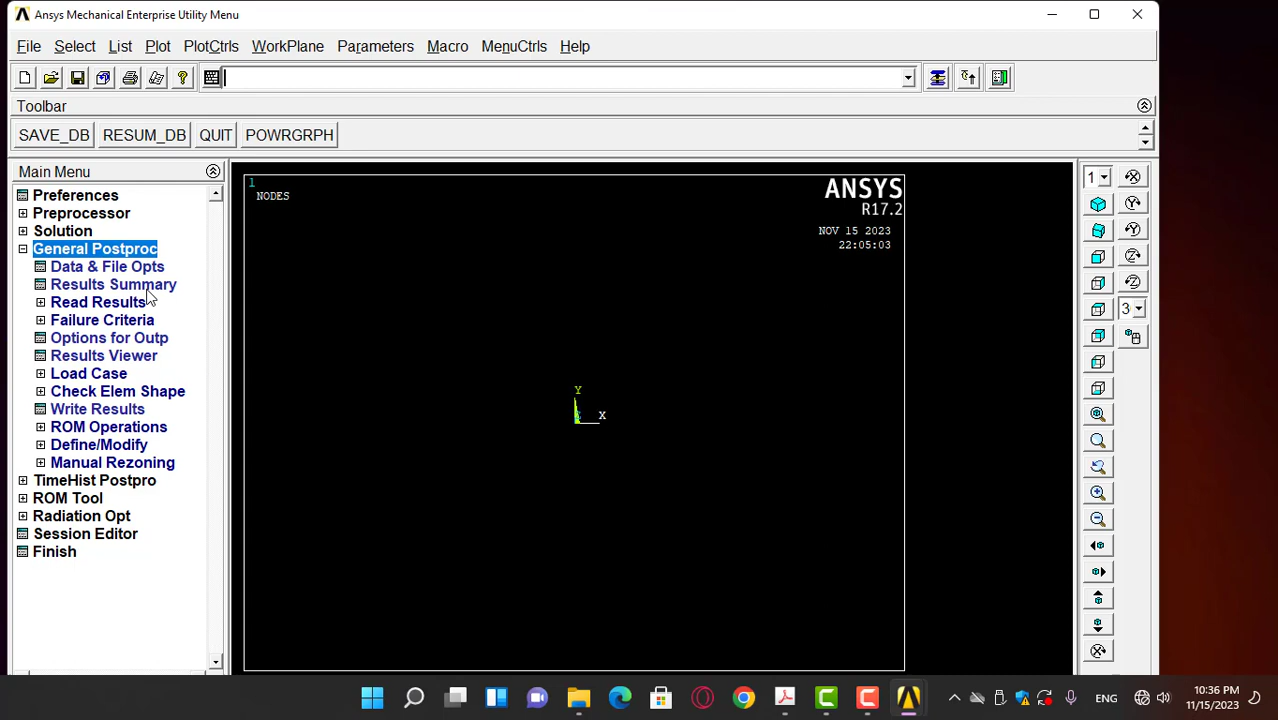 Ansys Mechanical Enterprise Utility Menu
File Select List Plot PlotCtrls WorkPlane Parameters Macro MenuCtrls Help
Toolbar
SAVE_DB RESUM_DB QUIT POWRGRPH
Main Menu
Preferences
Preprocessor
Solution
General Postproc
Data & File Opts
Results Summary
Read Results
Failure Criteria
Options for Outp
Results Viewer
Load Case
Check Elem Shape
Write Results
ROM Operations
Define/Modify
Manual Rezoning
TimeHist Postpro
ROM Tool
Radiation Opt
Session Editor
Finish
1
NODES
ANSYS
R17.2
NOV 15 2023
22:05:03
Y
X
1
3
ENG
10:36 PM
11/15/2023